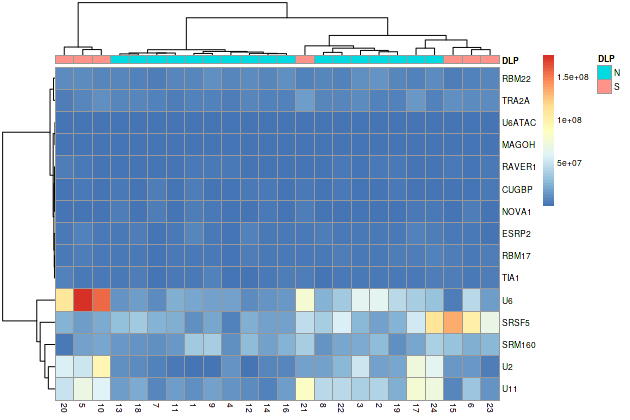 DLP
RBM22
TRA2A
U6ATAC
MAGOH
RAVER1
CUGBP
NOVA1
ESRP2
RBM17
TIA1
U6
SRSF5
SRM160
U2
U11
20 5 10 13 18 7 11 1 9 4 12 14 16 21 8 22 3 2 19 17 24 15 6 23
1.5e+08
1e+08
5e+07
DLP
N
S